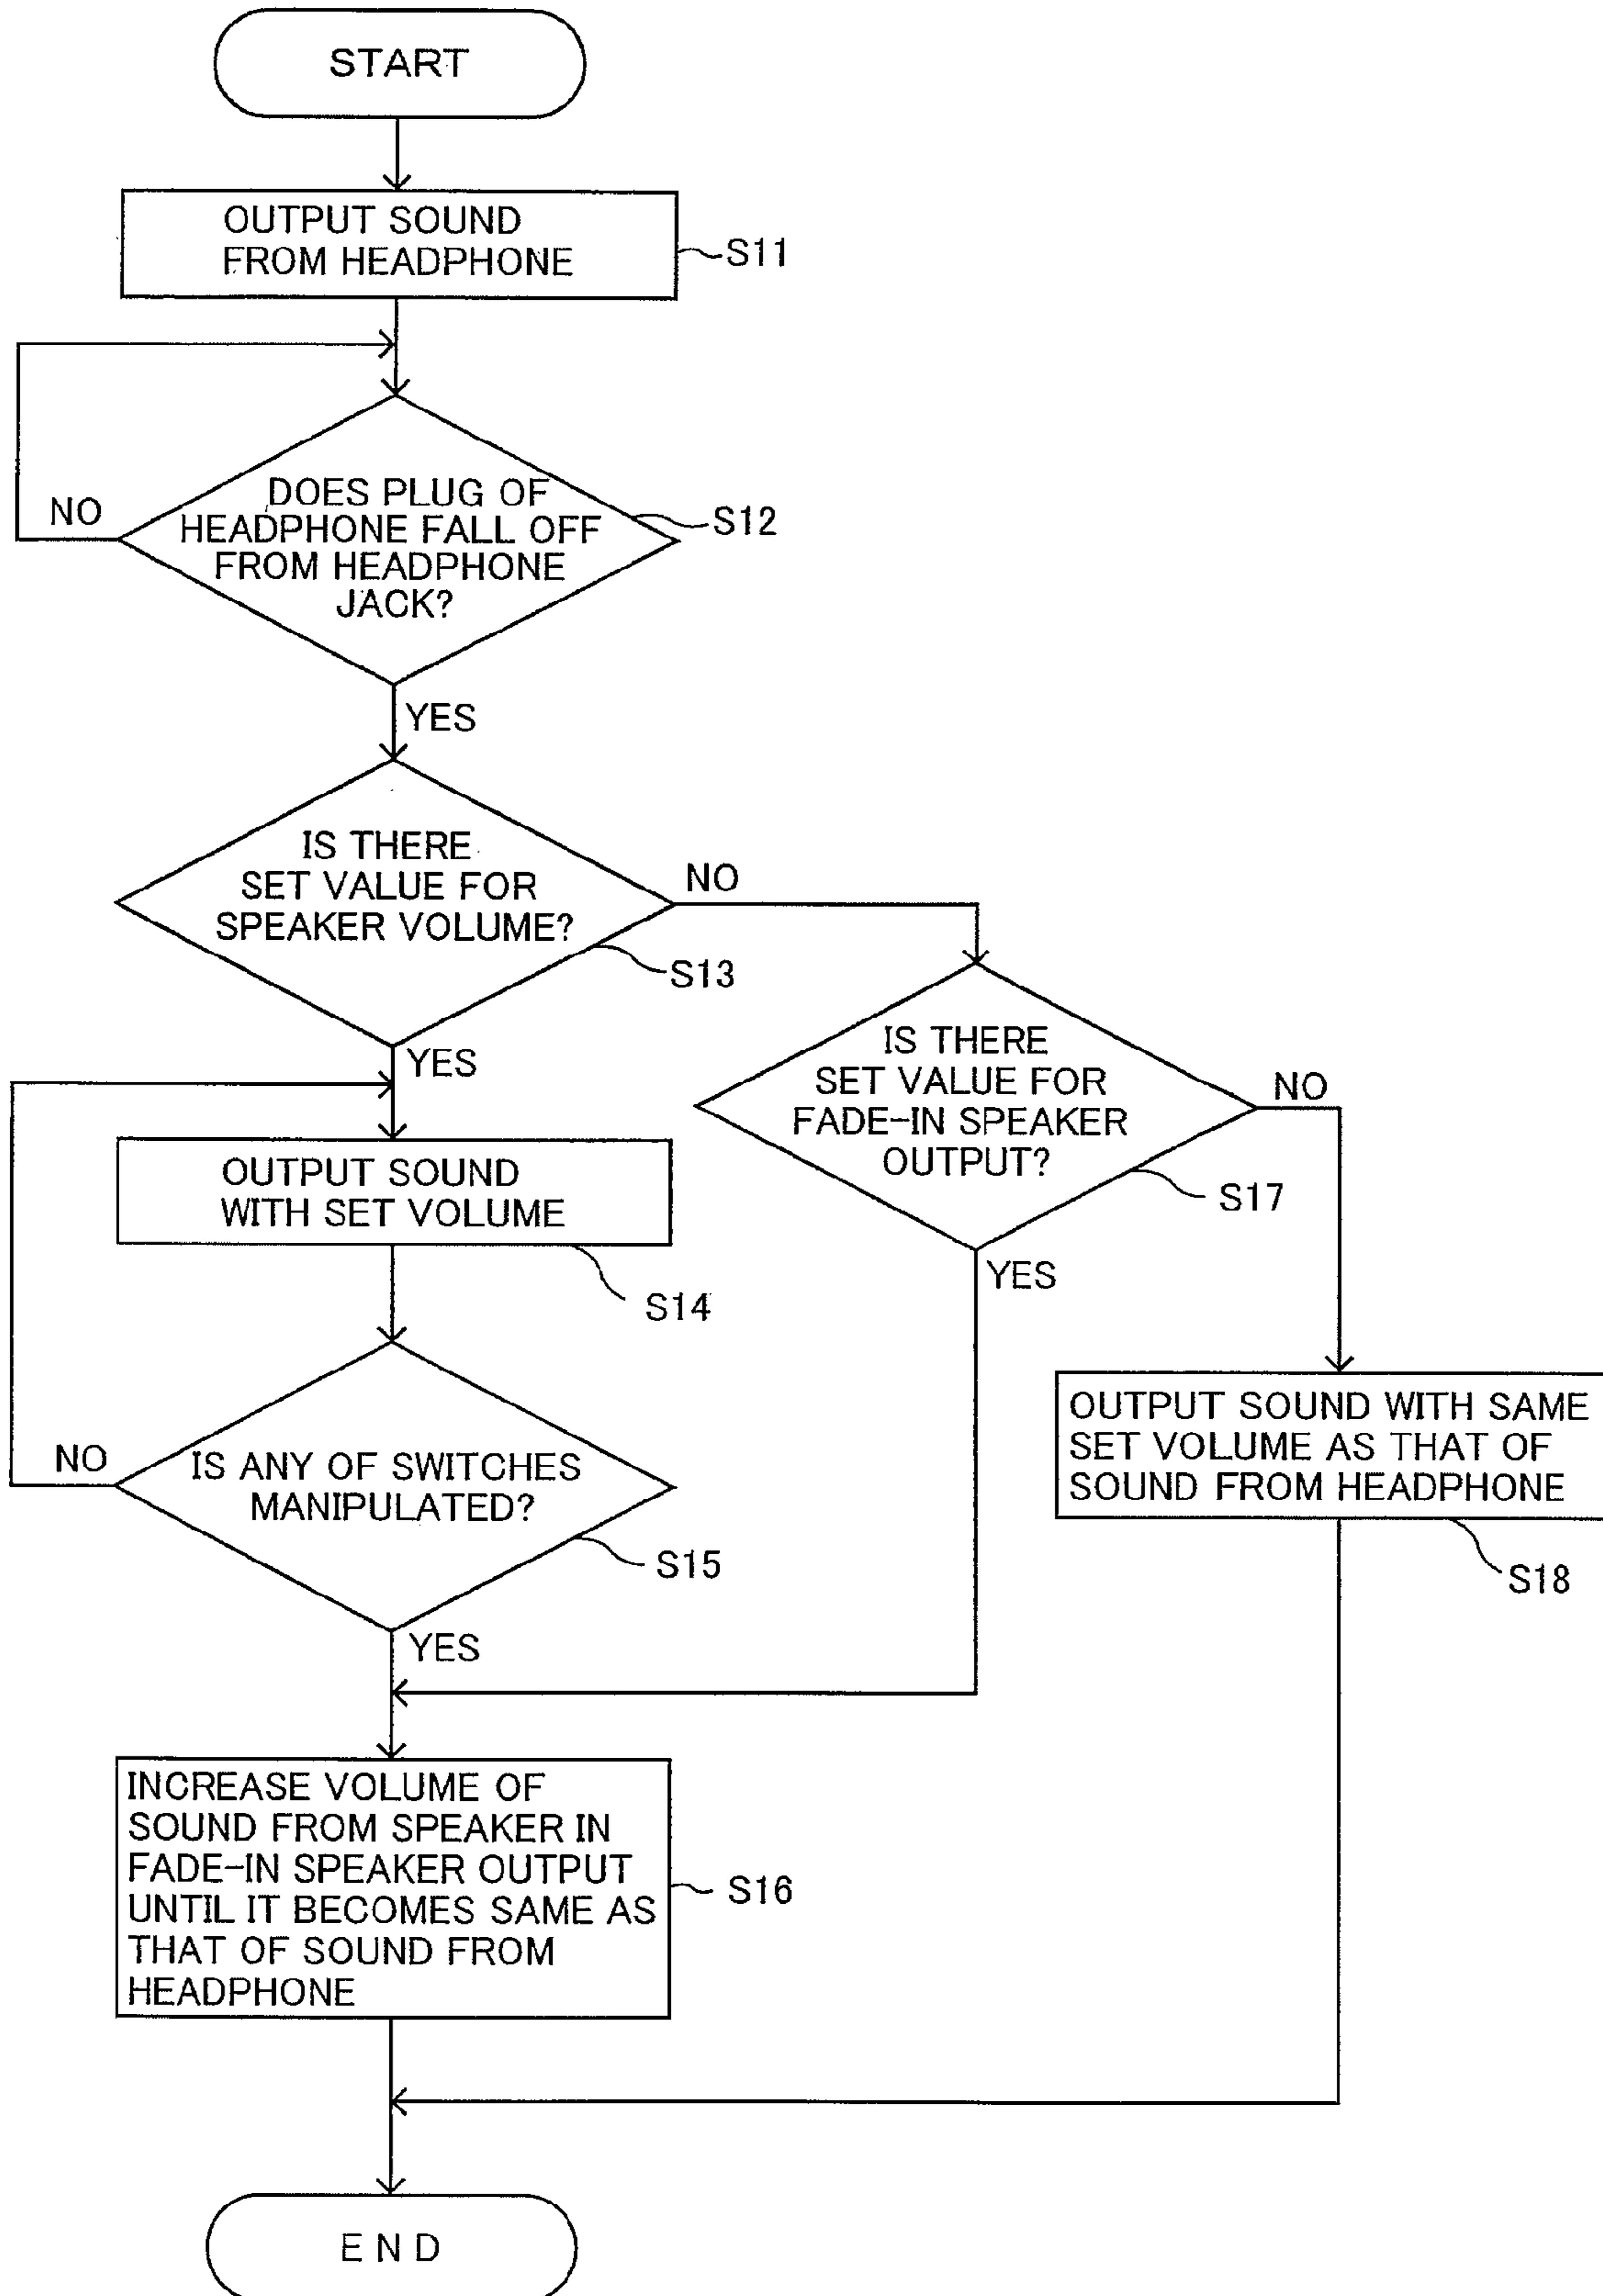 START
OUTPUT SOUND
FROM HEADPHONE
S11
DOES PLUG OF
HEADPHONE FALL OFF
FROM HEADPHONE
JACK?
S12
NO
YES
IS THERE
SET VALUE FOR
SPEAKER VOLUME?
NO
S13
YES
IS THERE
SET VALUE FOR
FADE-IN SPEAKER
OUTPUT?
NO
S17
YES
OUTPUT SOUND
WITH SET VOLUME
S14
IS ANY OF SWITCHES
MANIPULATED?
NO
S15
YES
OUTPUT SOUND WITH SAME
SET VOLUME AS THAT OF
SOUND FROM HEADPHONE
S18
INCREASE VOLUME OF
SOUND FROM SPEAKER IN
FADE-IN SPEAKER OUTPUT
UNTIL IT BECOMES SAME AS
THAT OF SOUND FROM
HEADPHONE
S16
END